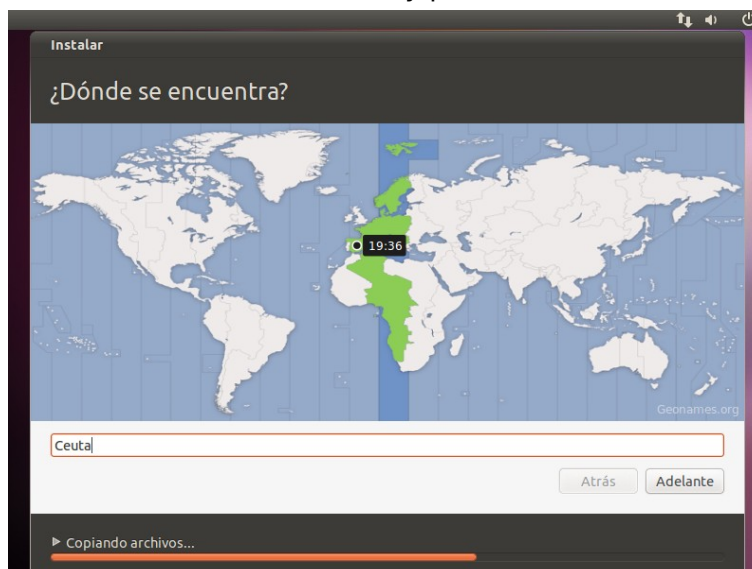 Instalar
¿Dónde se encuentra?
19:36
Geonames.org
Ceuta
Atrás Adelante
Copiando archivos...